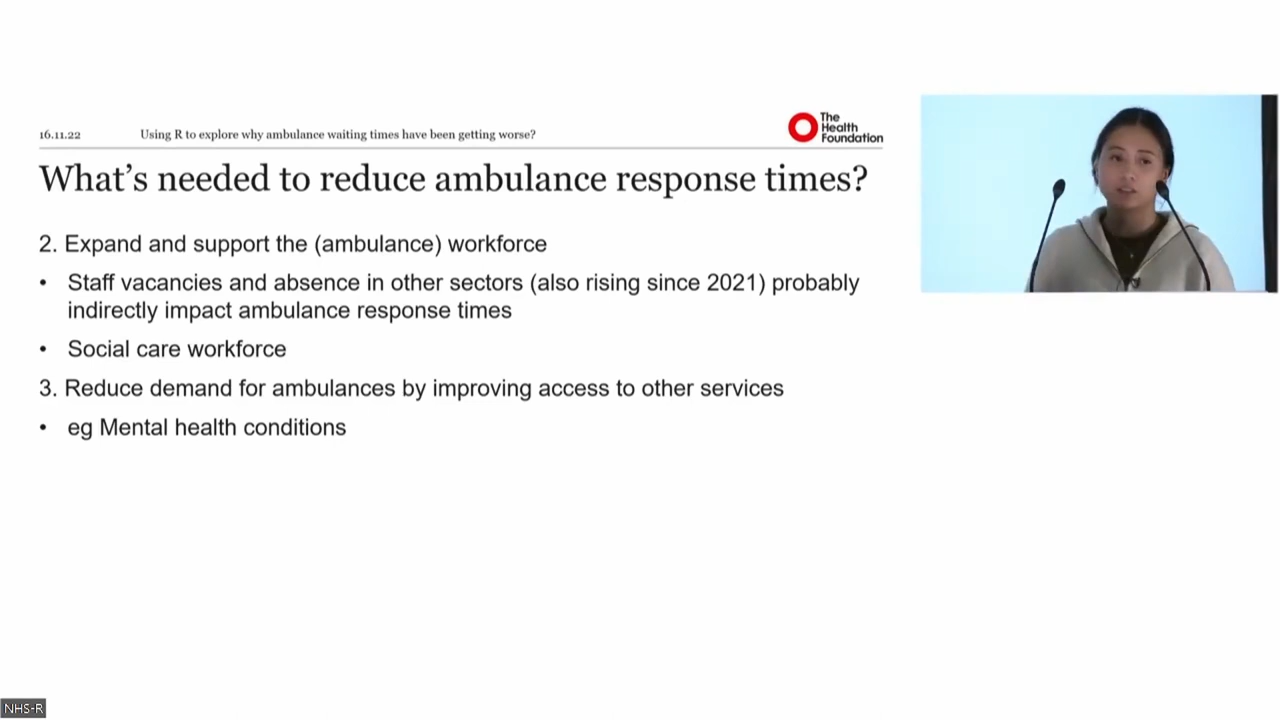 16.11.22
Using R to explore why ambulance waiting times have been getting worse?
The
Health
Foundation
What's needed to reduce ambulance response times?
2. Expand and support the (ambulance) workforce
• Staff vacancies and absence in other sectors (also rising since 2021) probably
indirectly impact ambulance response times
• Social care workforce
3. Reduce demand for ambulances by improving access to other services
• eg Mental health conditions
NHS-R